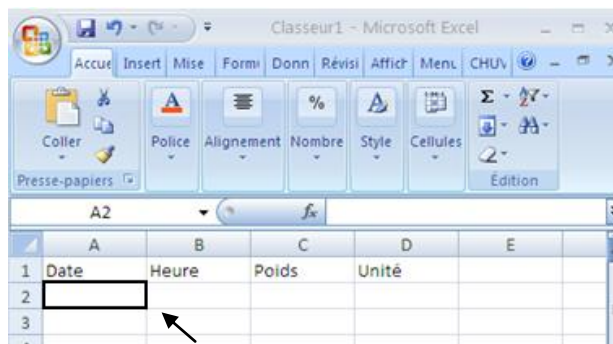 Classeur1 - Microsoft Excel
Accue Insert Mise Form Donn Révisi Affich Menu CHUV
Σ
A % A
Coller Police Alignement Nombre Style Cellules
Presse-papiers Édition
A2 fx
A B C D E
1 Date Heure Poids Unité
2
3